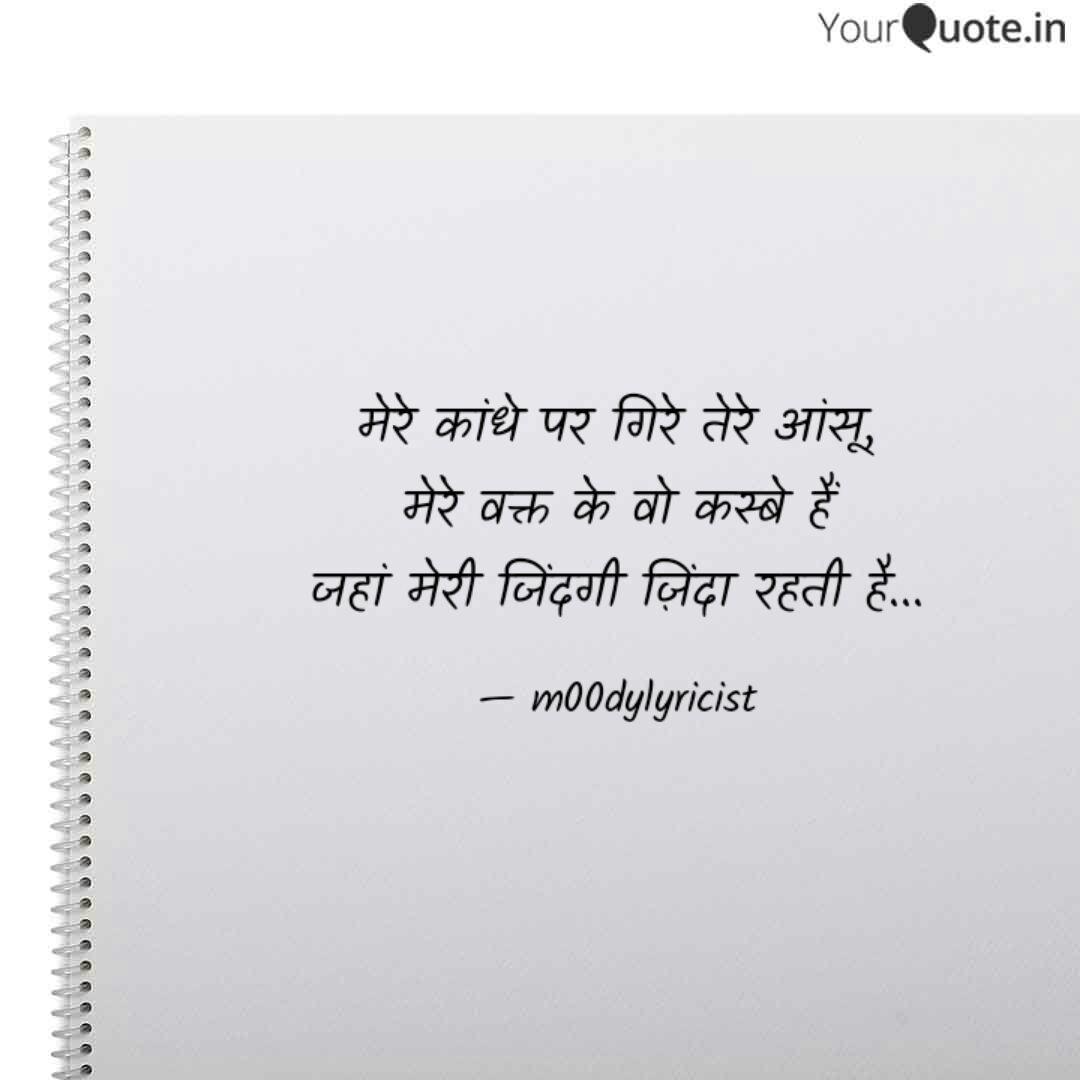 YourQuote.in
मेरे कांधे पर गिरे तेरे आंसू,
मेरे वक्त के वो कस्बे हैं
जहां मेरी जिंदगी ज़िंदा रहती है...
— m00dylyricist